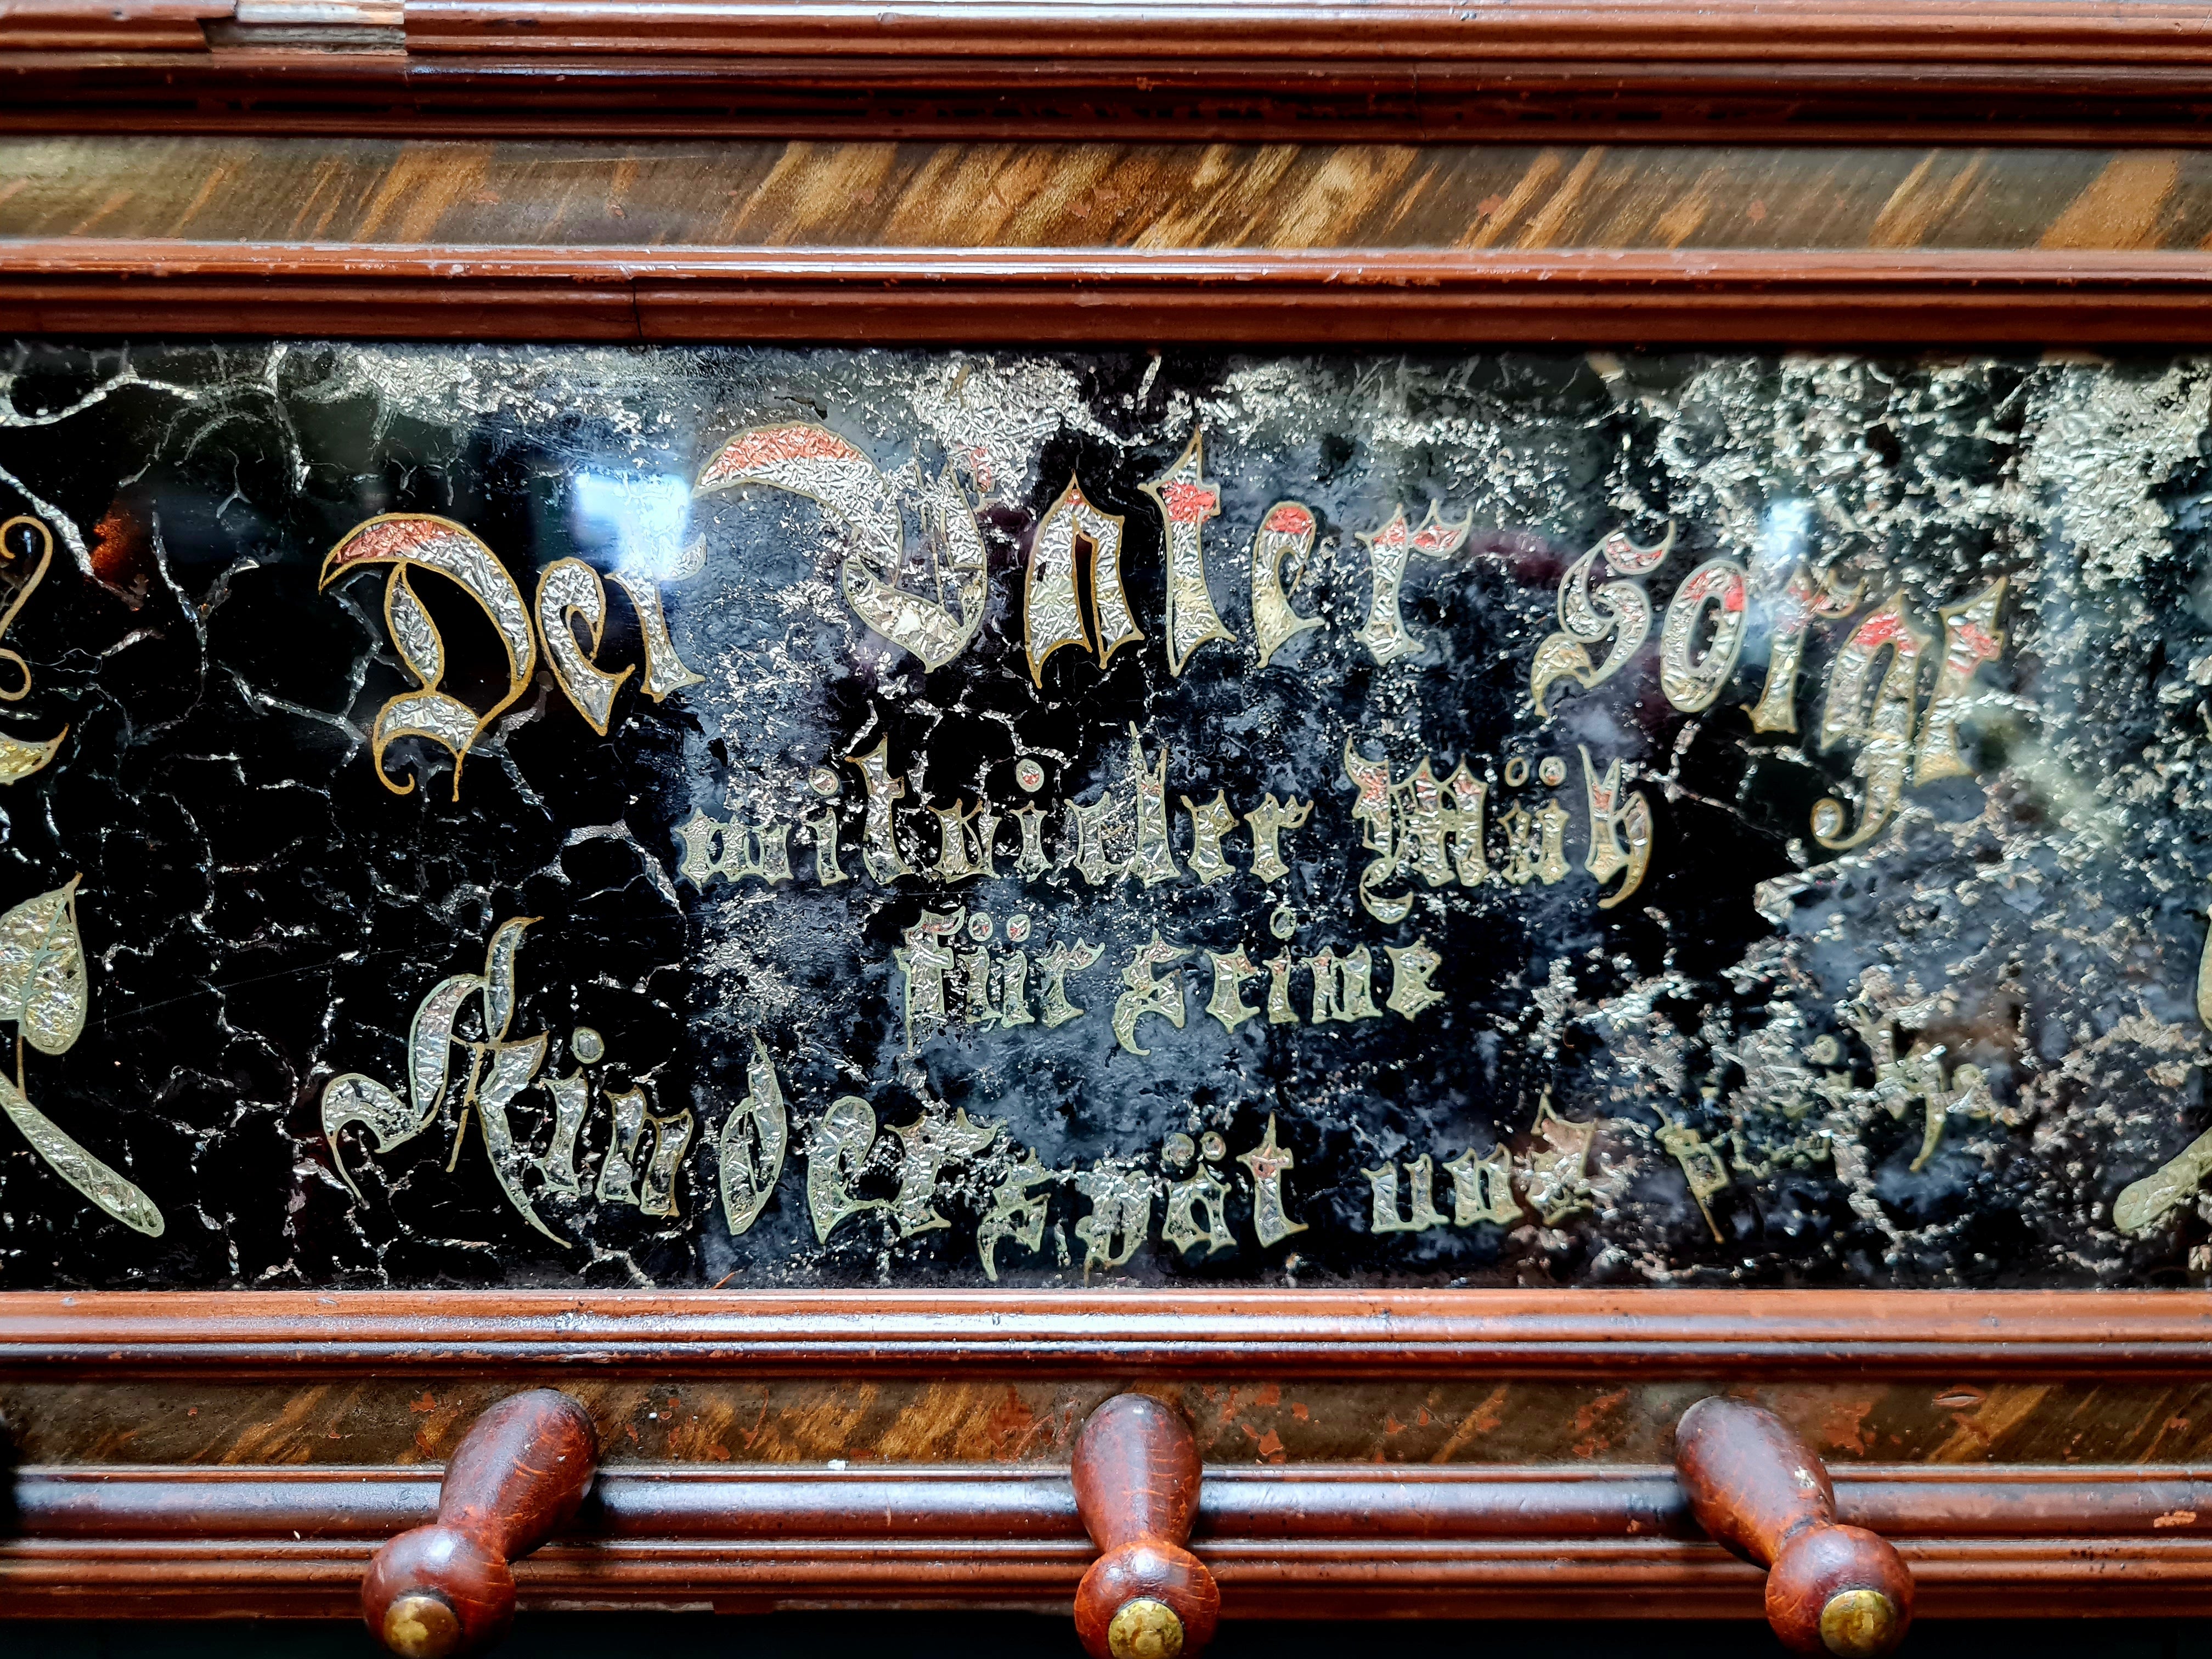 Der Vater sorgt
mit vieler Müh
für seine
Kinder spät und